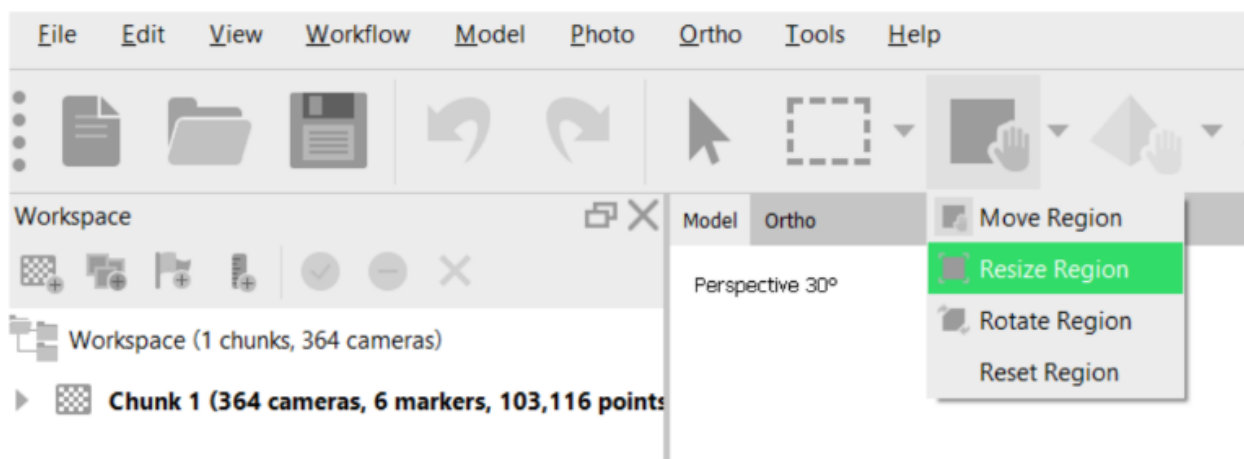 File Edit View Workflow Model Photo Ortho Tools Help
Workspace
Model Ortho
Move Region
Resize Region
Rotate Region
Reset Region
Perspective 30°
Workspace (1 chunks, 364 cameras)
Chunk 1 (364 cameras, 6 markers, 103,116 points